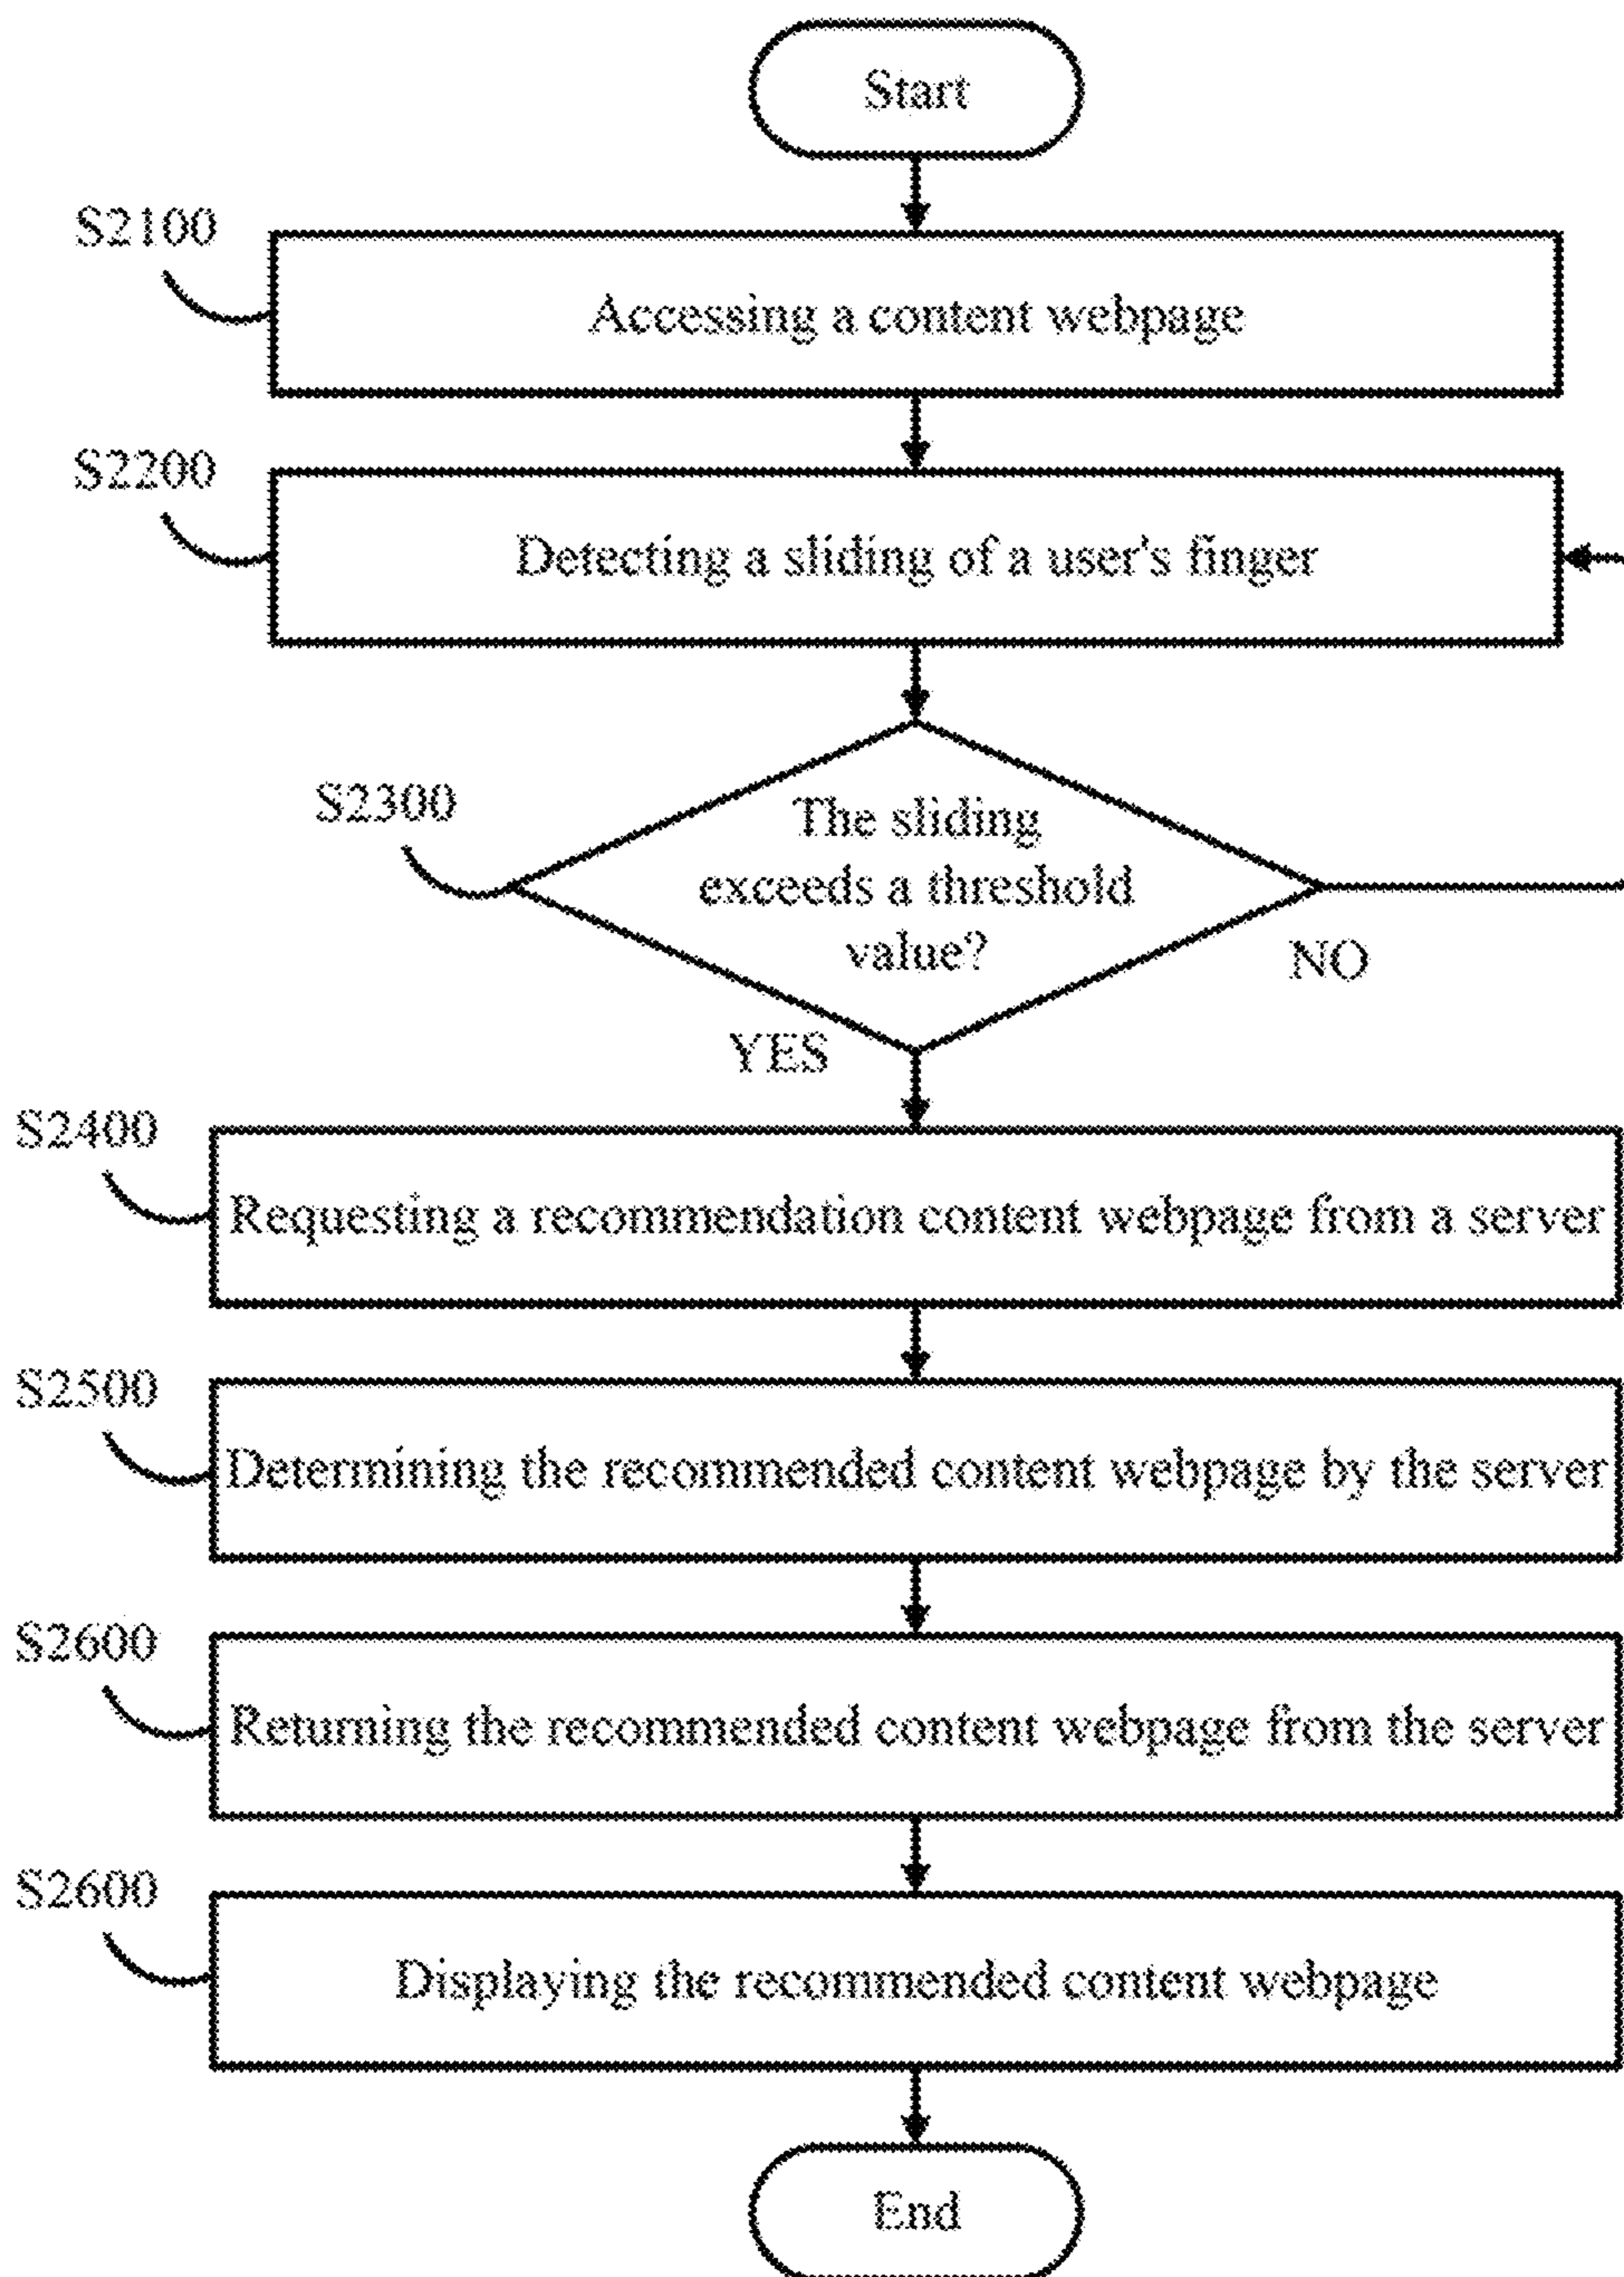 Start
S2100
Accessing a content webpage
S2200
Detecting a sliding of a user's finger
S2300
The sliding
exceeds a threshold
value?
NO
YES
S2400
Requesting a recommendation content webpage from a server
S2500
Determining the recommended content webpage by the server
S2600
Returning the recommended content webpage from the server
S2600
Displaying the recommended content webpage
End